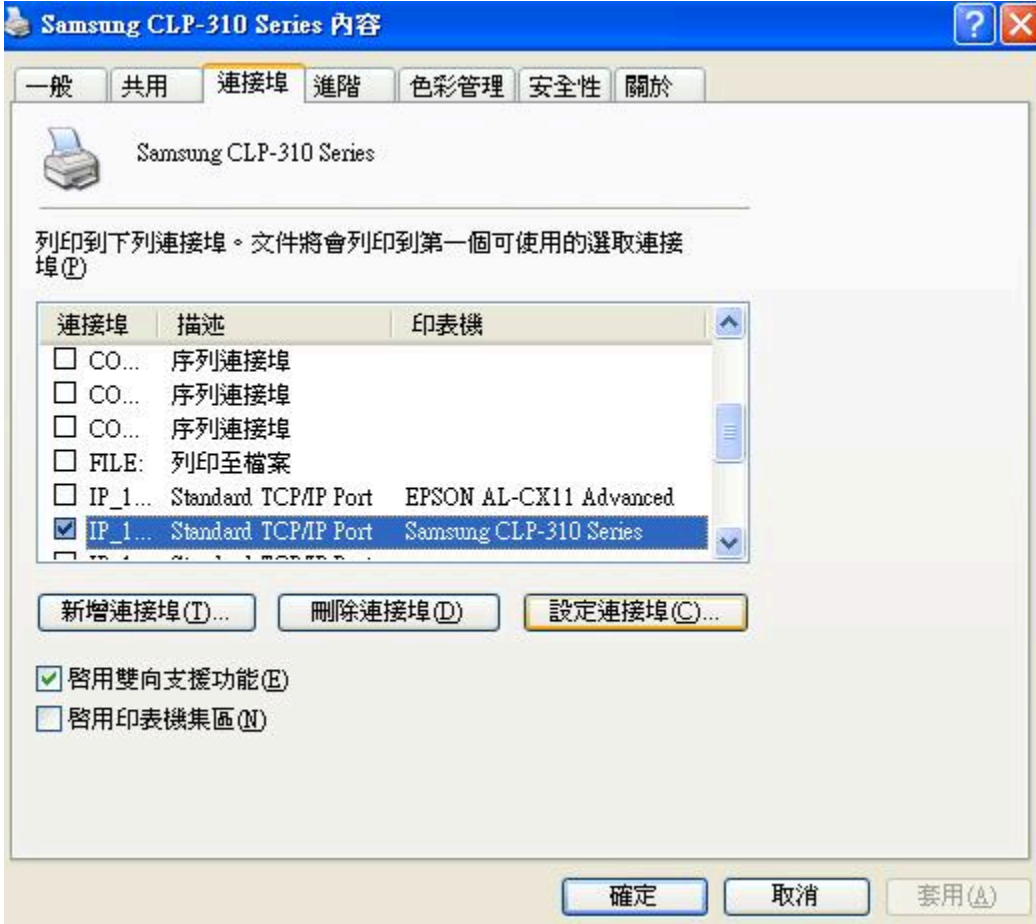 Samsung CLP-310 Series 內容
一般 共用 連接埠 進階 色彩管理 安全性 關於
Samsung CLP-310 Series
列印到下列連接埠。文件將會列印到第一個可使用的選取連接
埠(P)
連接埠 描述 印表機
CO... 序列連接埠
CO... 序列連接埠
CO... 序列連接埠
FILE: 列印至檔案
IP_1... Standard TCP/IP Port EPSON AL-CX11 Advanced
IP_1... Standard TCP/IP Port Samsung CLP-310 Series
新增連接埠(T)... 刪除連接埠(D) 設定連接埠(C)...
啓用雙向支援功能(E)
啓用印表機集區(N)
確定 取消 套用(A)